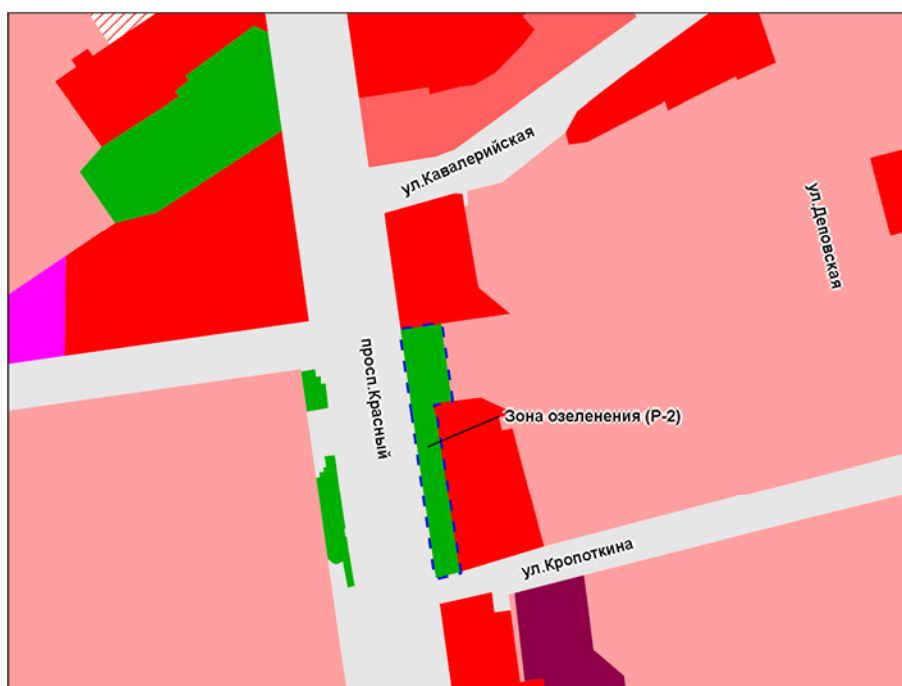 ул.Кавалерийская
ул.Деповская
просп.Красный
Зона озеленения (Р-2)
ул.Кропоткина